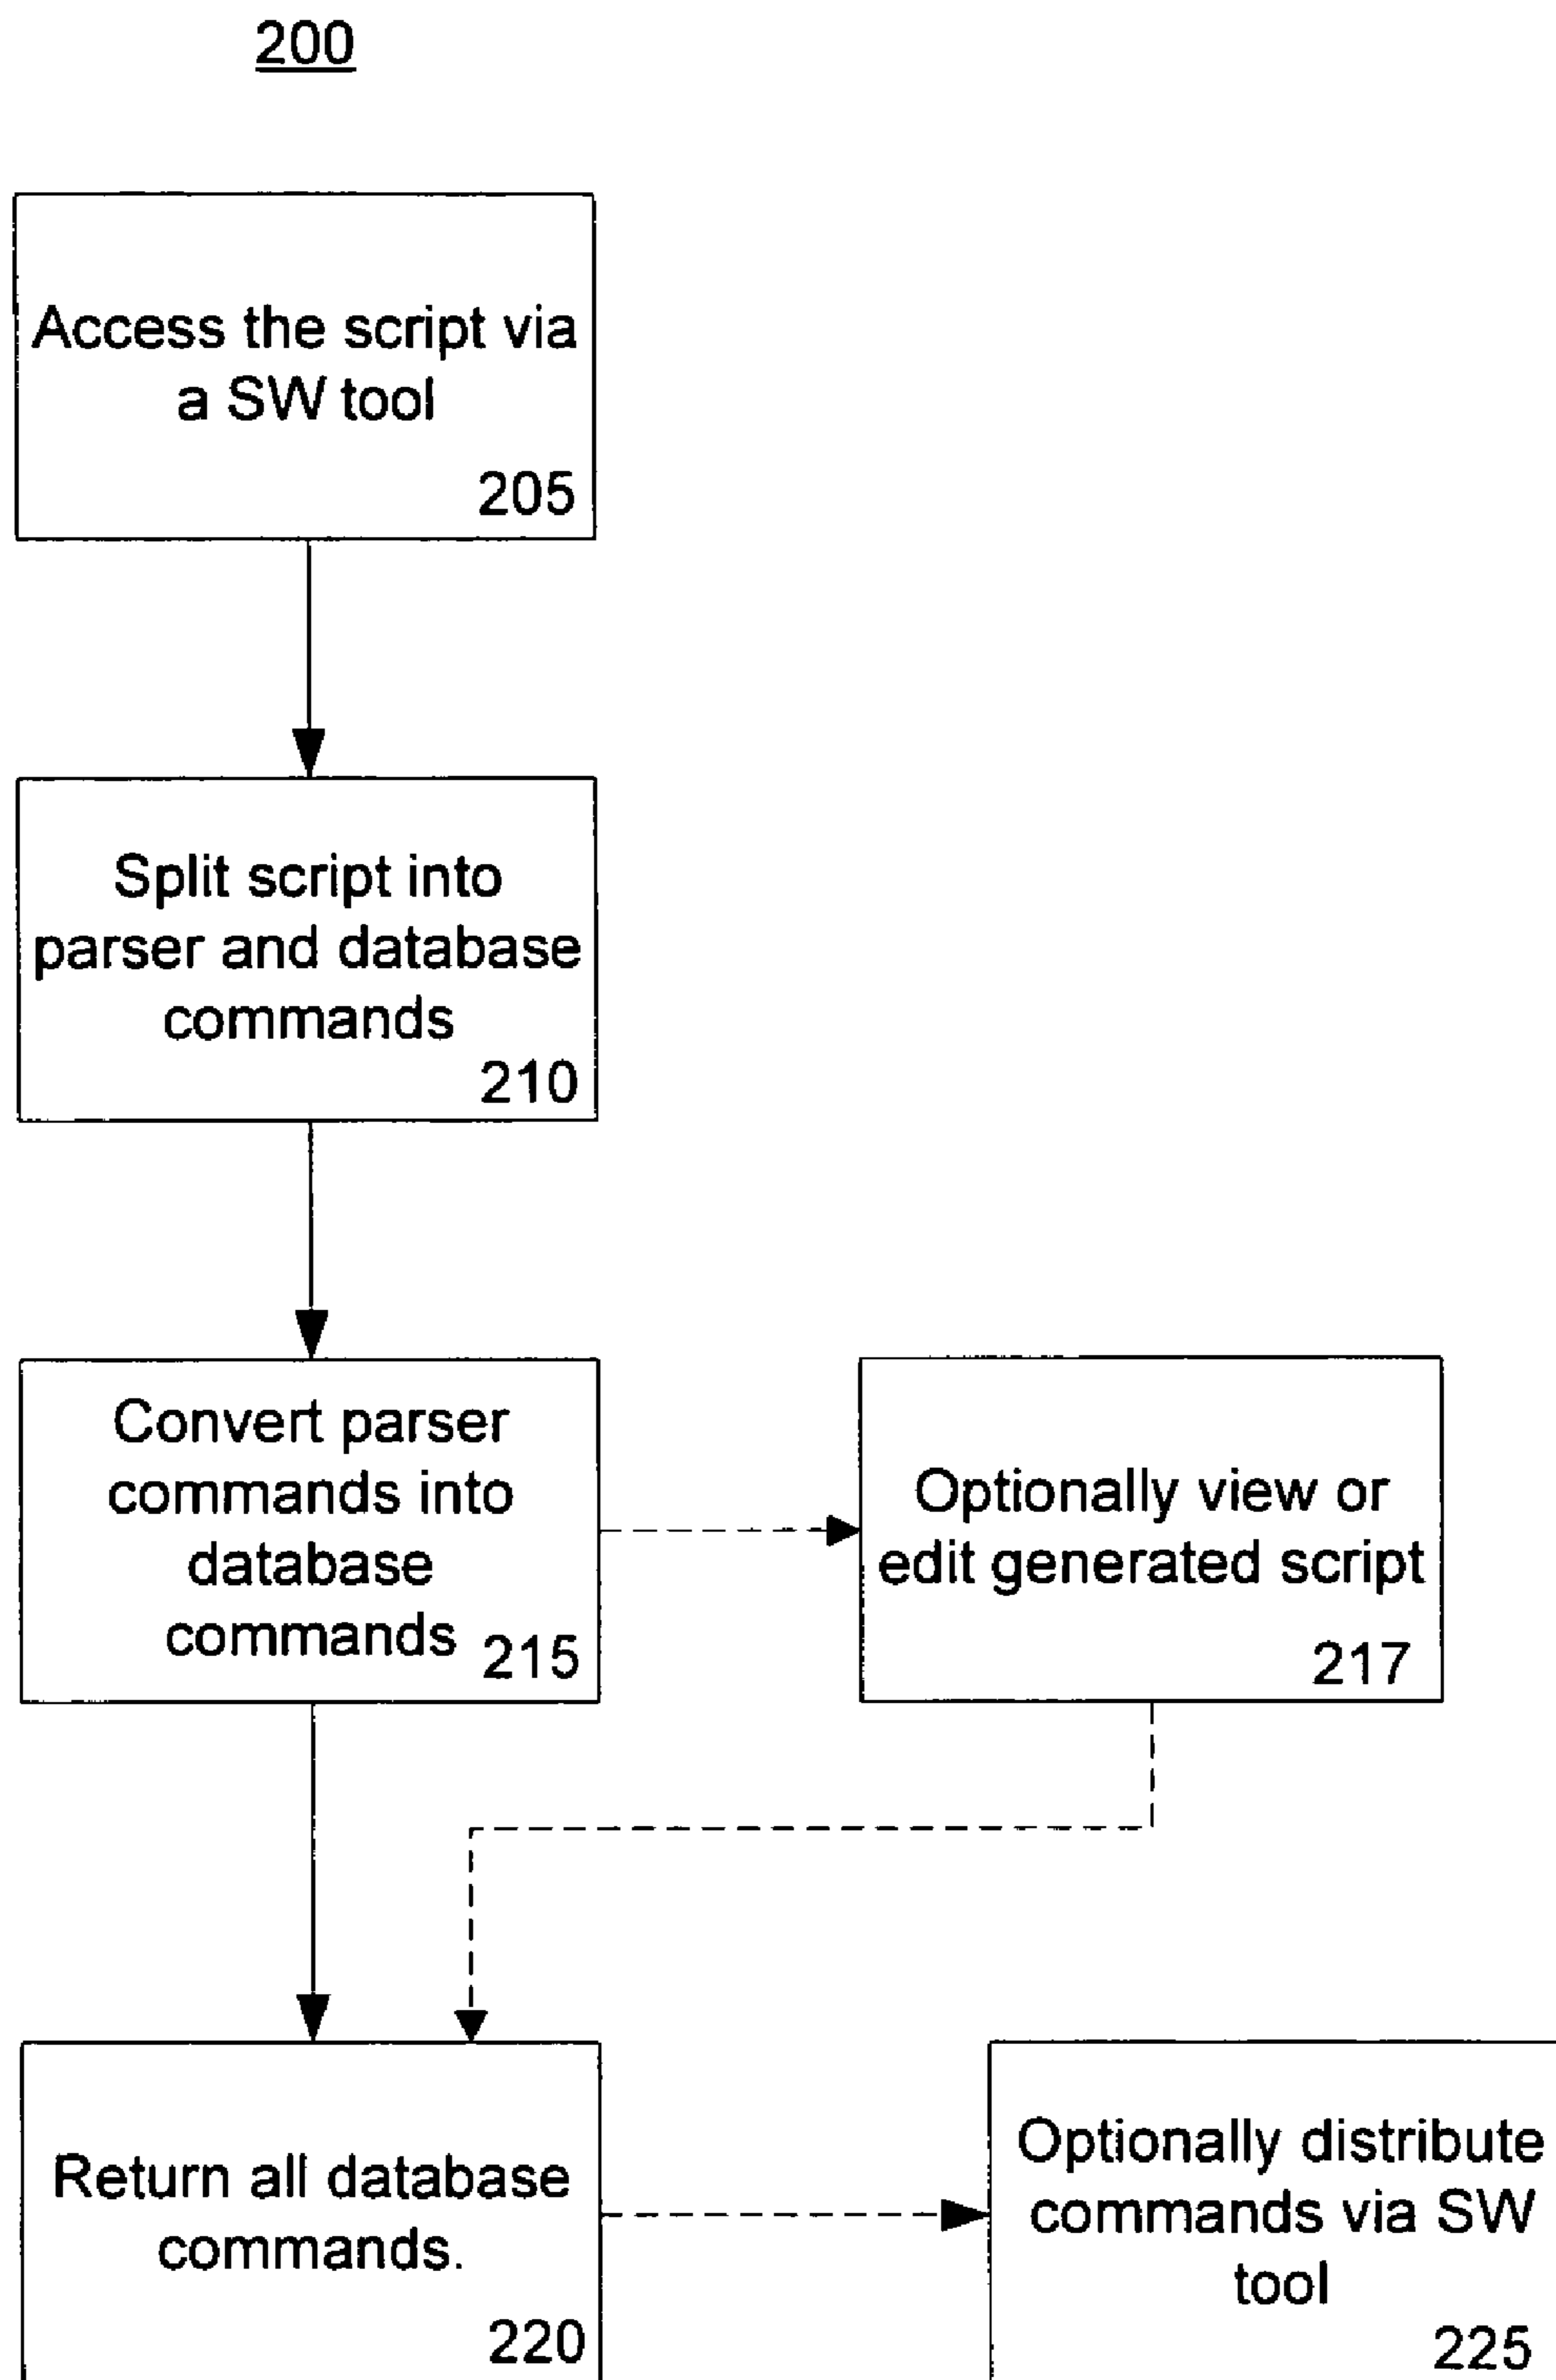 200
Access the script via
a SW tool
205
Split script into
parser and database
commands
210
Convert parser
commands into
database
commands
215
Optionally view or
edit generated script
217
Return all database
commands.
220
Optionally distribute
commands via SW
tool
225